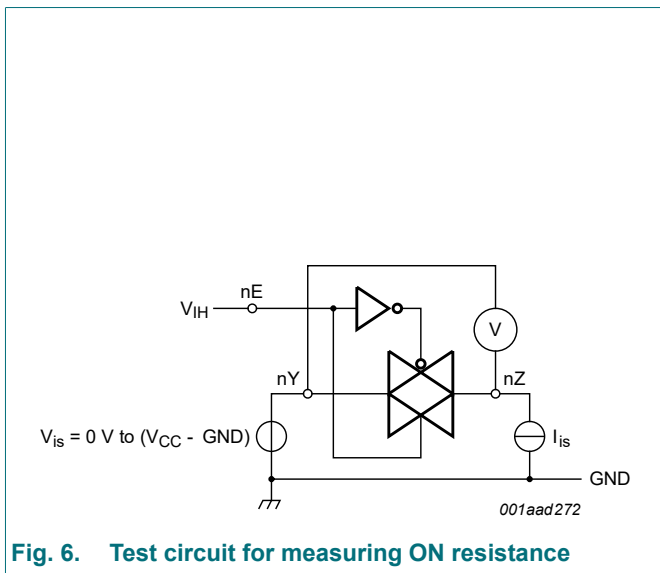 nE
V_IH
V
nY
nZ
V_is = 0 V to (V_CC - GND)
I_is
GND
001aad272
Fig. 6. Test circuit for measuring ON resistance